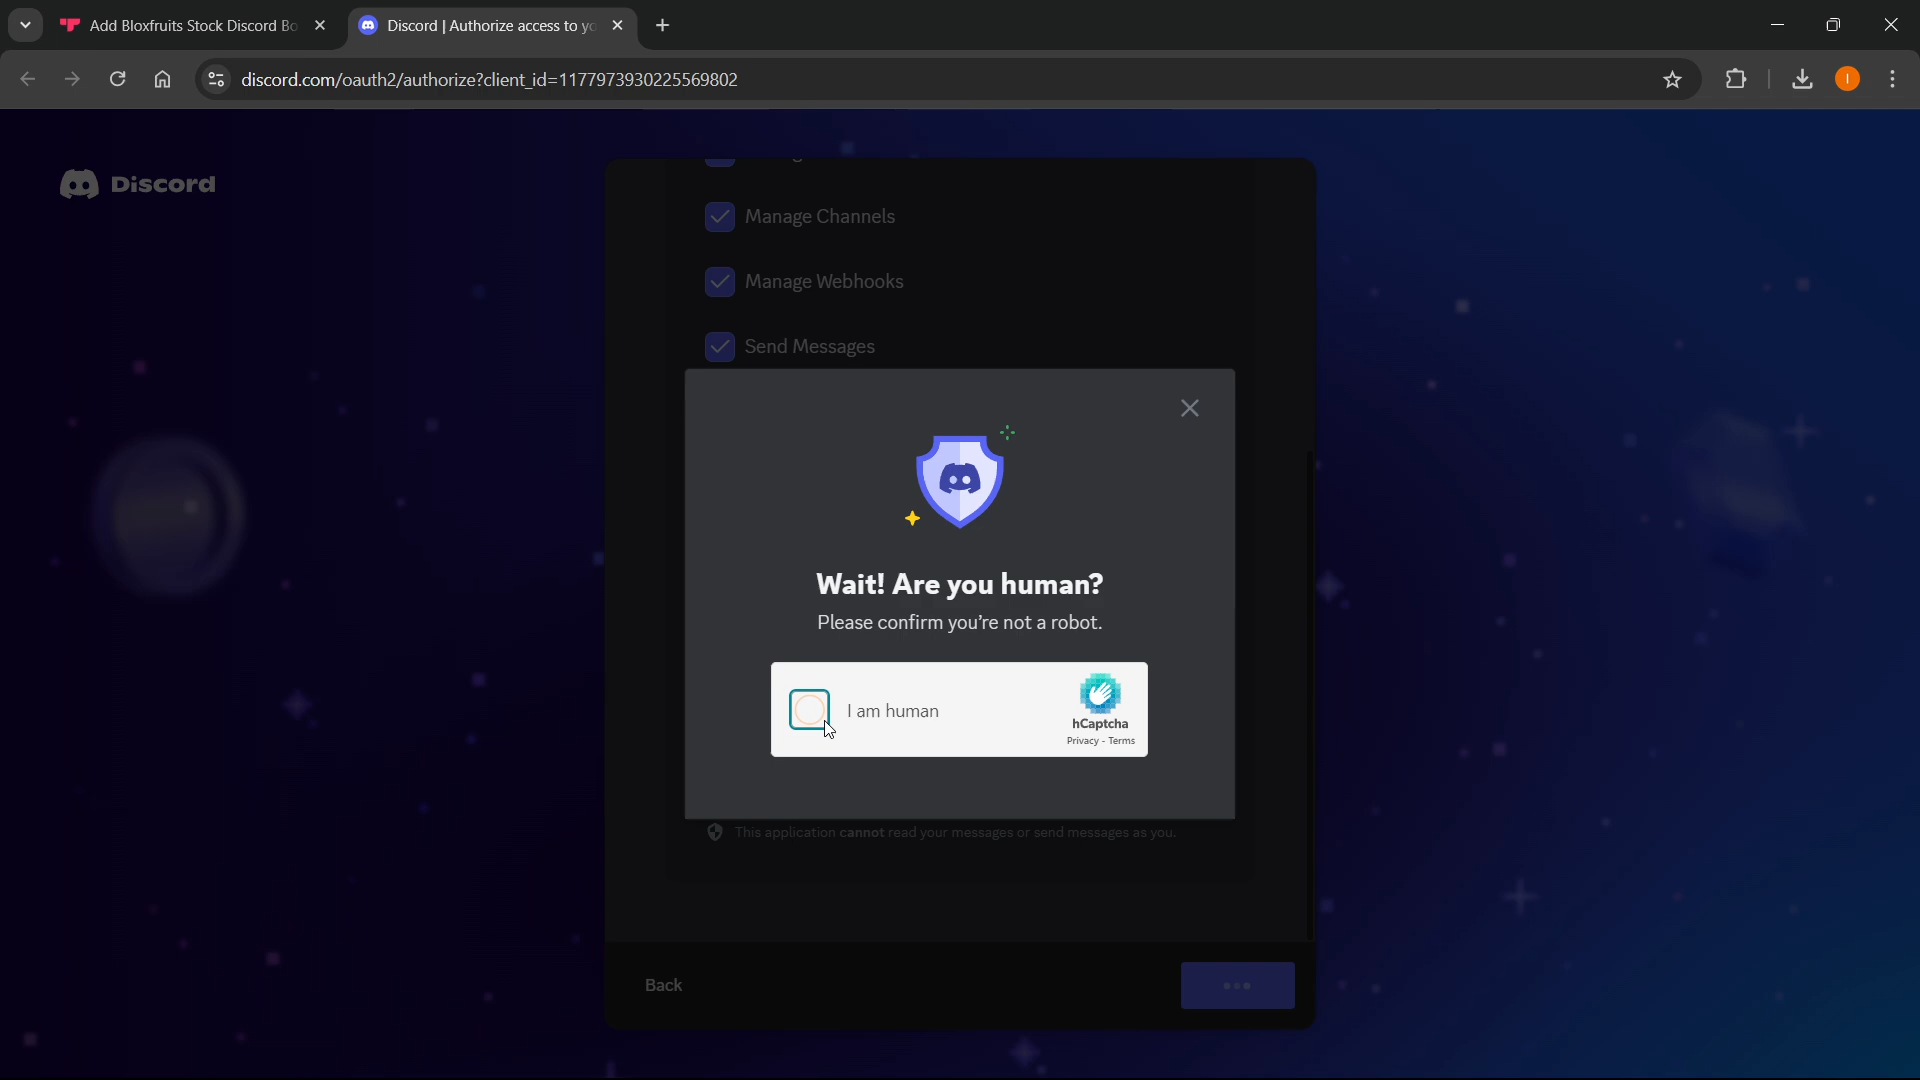 Add Bloxfruits Stock Discord Bo
Discord | Authorize access to yo
discord.com/oauth2/authorize?client_id=1177973930225569802
I
Discord
Manage Channels
Manage Webhooks
Send Messages
Wait! Are you human?
Please confirm you're not a robot.
I am human
hCaptcha
Privacy - Terms
This application cannot read your messages or send messages as you.
Back